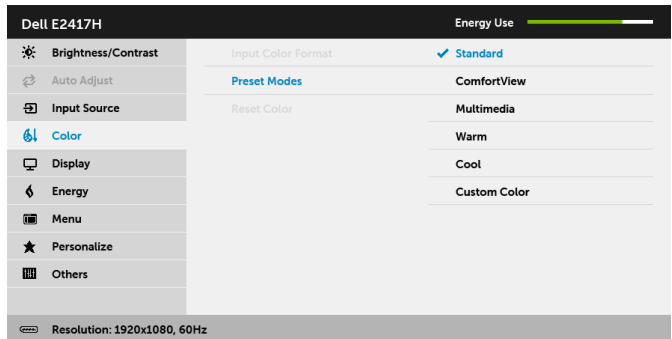 Dell E2417H
Energy Use
Brightness/Contrast
Input Color Format
Standard
Auto Adjust
Preset Modes
ComfortView
Input Source
Reset Color
Multimedia
Color
Warm
Display
Cool
Energy
Custom Color
Menu
Personalize
Others
Resolution: 1920x1080, 60Hz